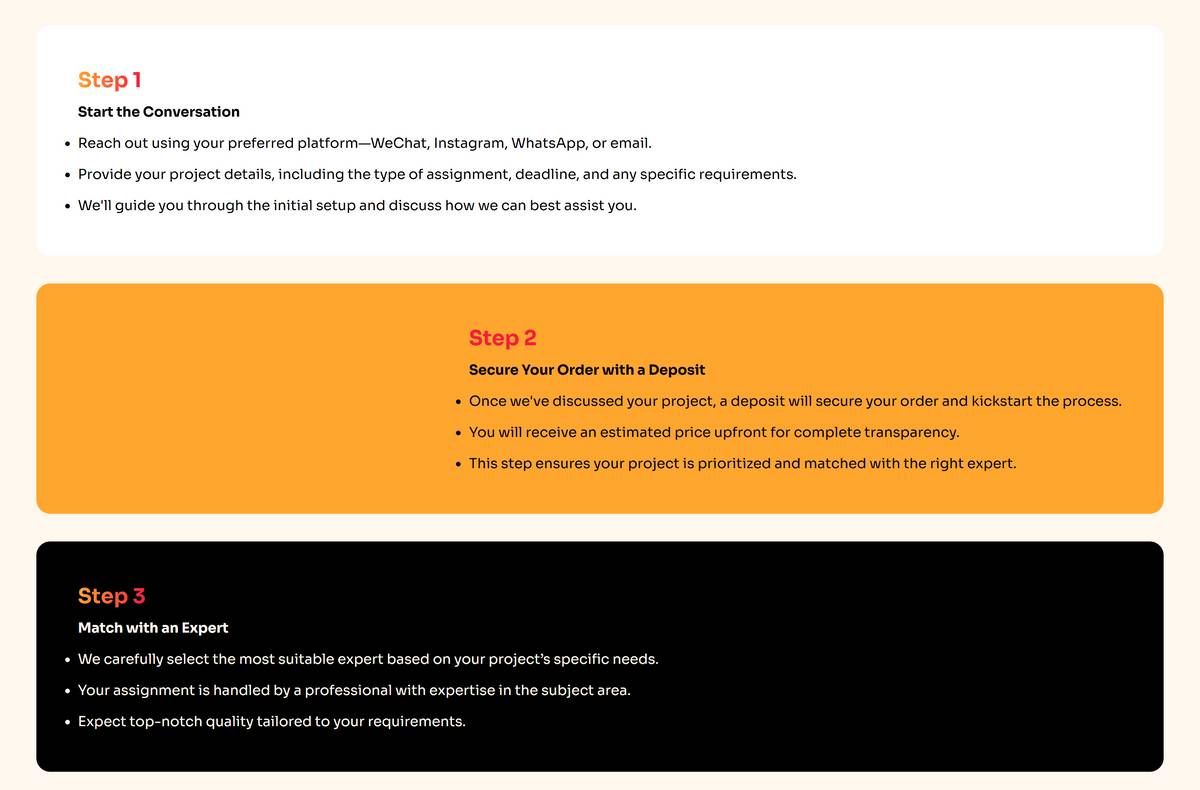 Step 1
Start the Conversation
• Reach out using your preferred platform—WeChat, Instagram, WhatsApp, or email.
• Provide your project details, including the type of assignment, deadline, and any specific requirements.
• We'll guide you through the initial setup and discuss how we can best assist you.
Step 2
Secure Your Order with a Deposit
• Once we've discussed your project, a deposit will secure your order and kickstart the process.
• You will receive an estimated price upfront for complete transparency.
• This step ensures your project is prioritized and matched with the right expert.
Step 3
Match with an Expert
• We carefully select the most suitable expert based on your project’s specific needs.
• Your assignment is handled by a professional with expertise in the subject area.
• Expect top-notch quality tailored to your requirements.